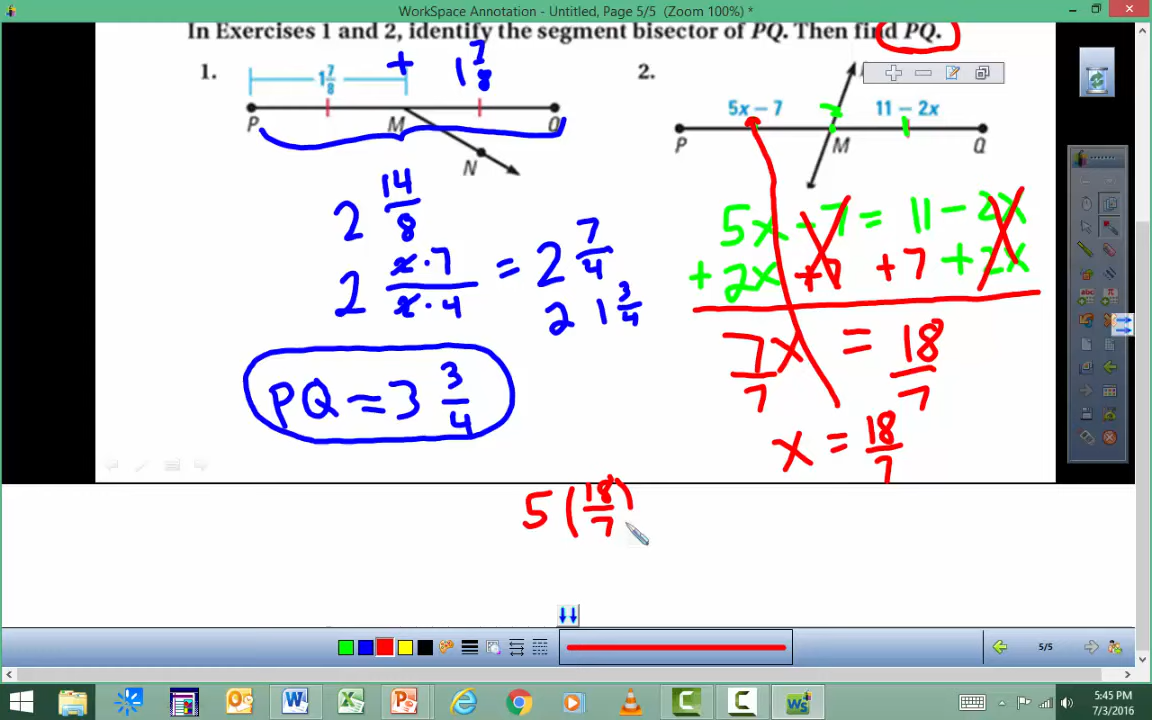 WorkSpace Annotation - Untitled, Page 5/5 (Zoom 100%) *
In Exercises 1 and 2, identify the segment bisector of PQ. Then find PQ.
1.
1 7/8
+ 1 7/8
P M Q
N
2 14/8
2 x·7/x·4 = 2 7/4
2 1 3/4
PQ = 3 3/4
2.
5x − 7 11 − 2x
P M Q
5x − 7 = 11 − 2x
+ 2x +7 +7 + 2x
7x/7 = 18/7
x = 18/7
5 (18/7)
5/5
5:45 PM
7/3/2016